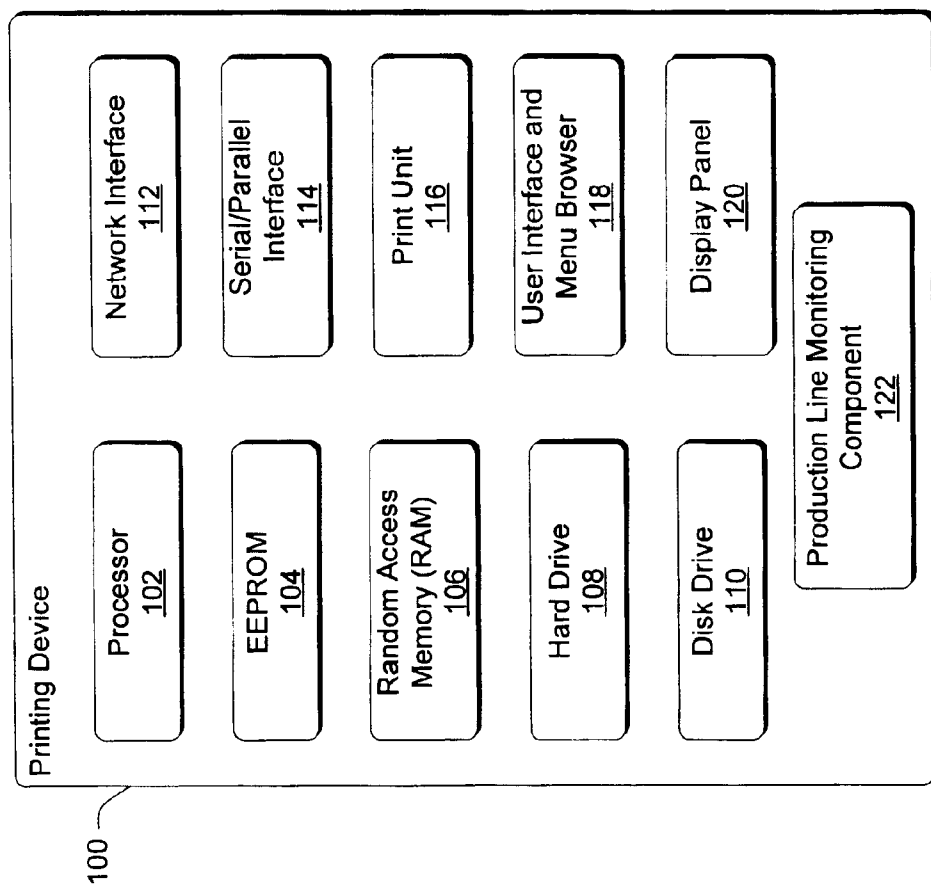 100
Printing Device
Processor
102
EEPROM
104
Random Access
Memory (RAM)
106
Hard Drive
108
Disk Drive
110
Network Interface
112
Serial/Parallel
Interface
114
Print Unit
116
User Interface and
Menu Browser
118
Display Panel
120
Production Line Monitoring
Component
122